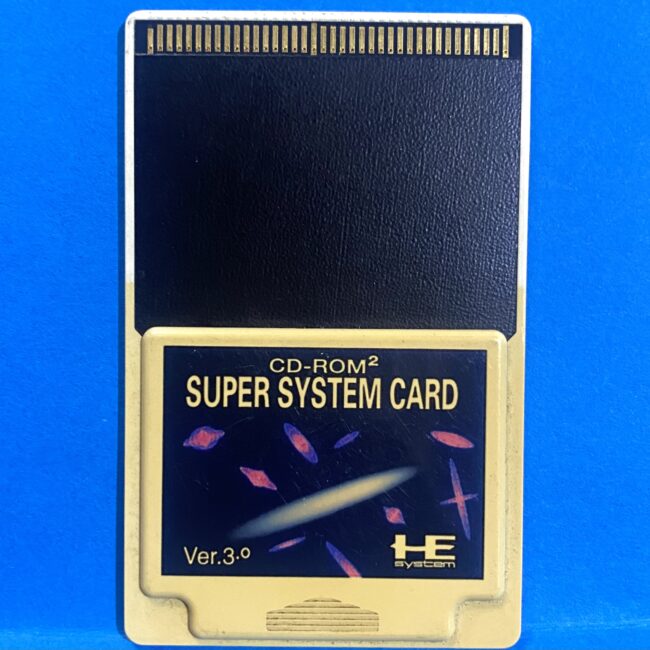 CD-ROM²
SUPER SYSTEM CARD
Ver.3.0
HE
system